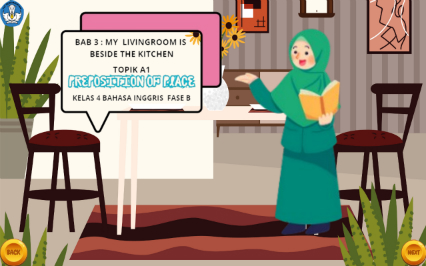 BAB 3 : MY LIVINGROOM IS
BESIDE THE KITCHEN
TOPIK A1
PREPOSITION OF PLACE
KELAS 4 BAHASA INGGRIS FASE B
BACK
NEXT